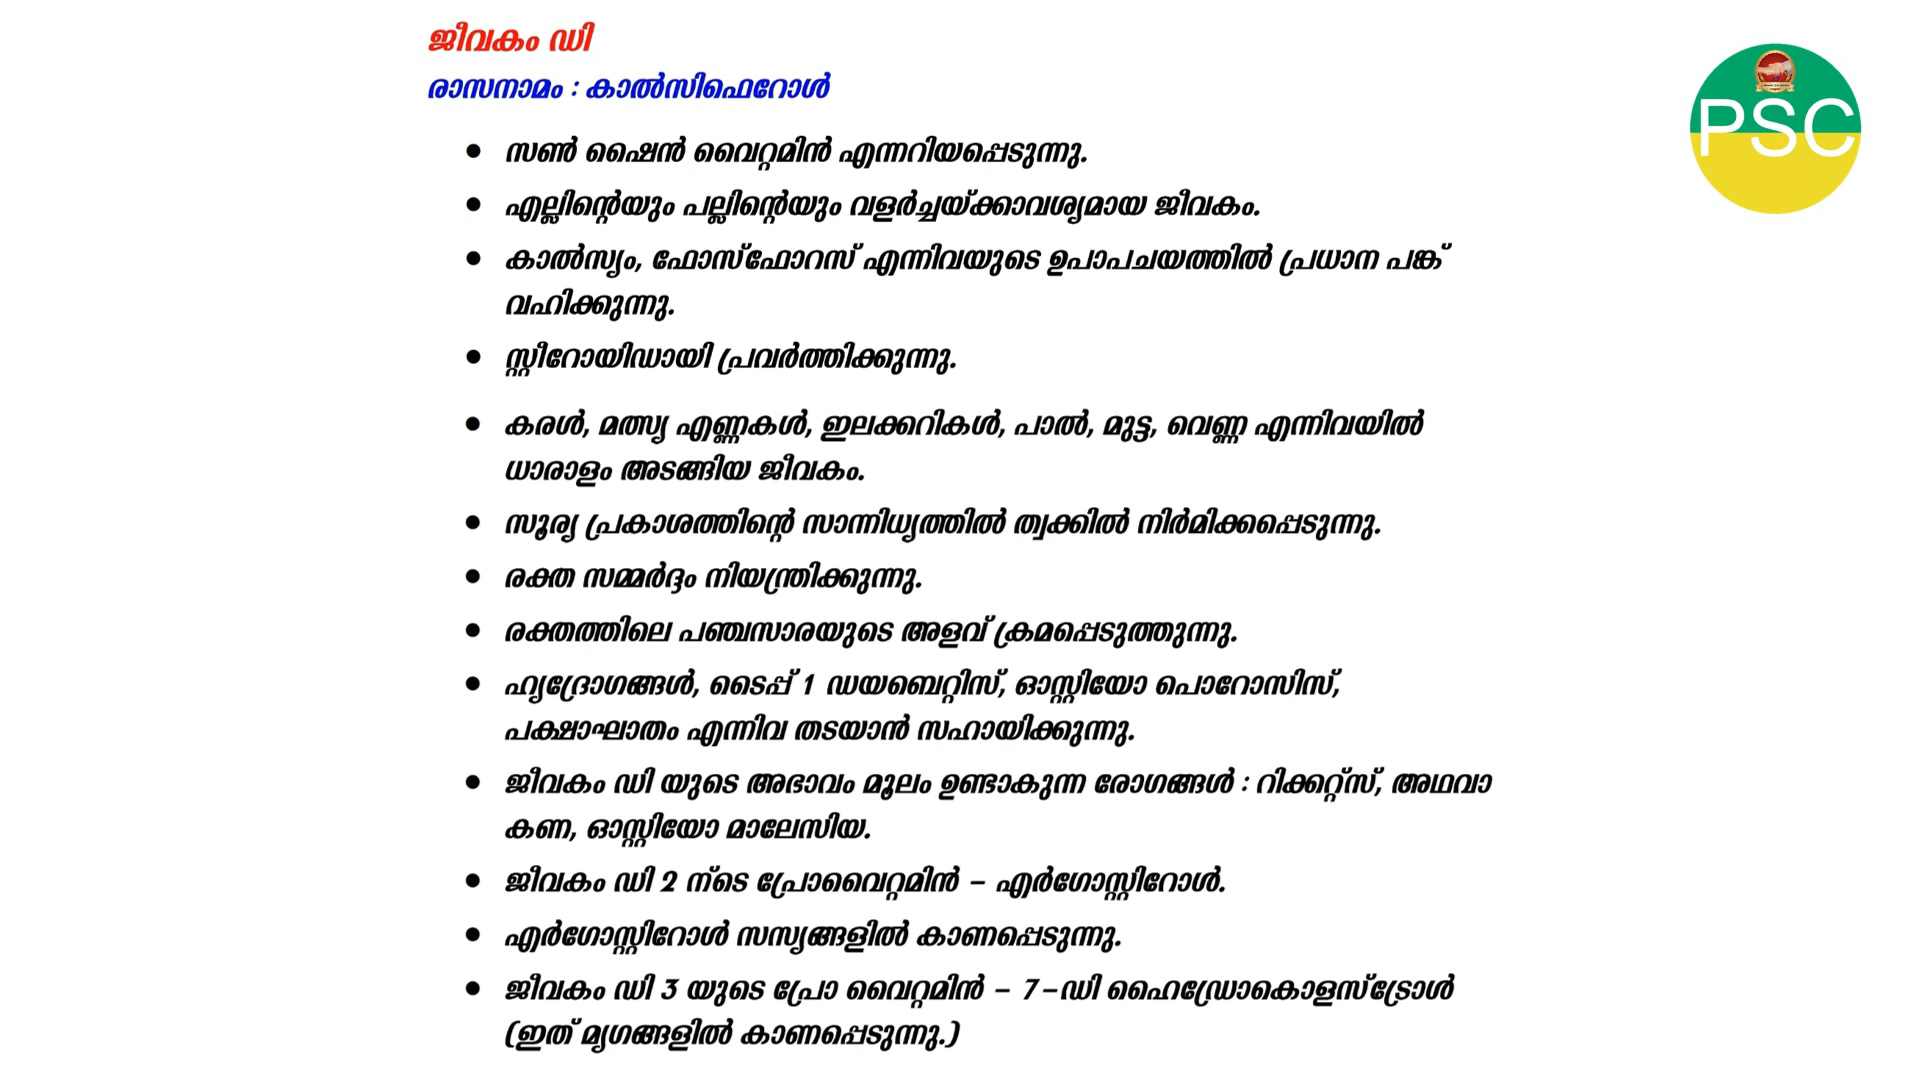 ജീവകം ഡി
രാസനാമം : കാൽസിഫെറോൾ
PSC
• സൺ ഷൈൻ വൈറ്റമിൻ എന്നറിയപ്പെടുന്നു.
• എല്ലിന്റെയും പല്ലിന്റെയും വളർച്ചയ്ക്കാവശ്യമായ ജീവകം.
• കാൽസ്യം, ഫോസ്ഫോറസ് എന്നിവയുടെ ഉപാപചയത്തിൽ പ്രധാന പങ്ക്
വഹിക്കുന്നു.
• സ്റ്റീറോയിഡായി പ്രവർത്തിക്കുന്നു.
• കരൾ, മത്സ്യ എണ്ണകൾ, ഇലക്കറികൾ, പാൽ, മുട്ട, വെണ്ണ എന്നിവയിൽ
ധാരാളം അടങ്ങിയ ജീവകം.
• സൂര്യ പ്രകാശത്തിന്റെ സാന്നിധ്യത്തിൽ ത്വക്കിൽ നിർമിക്കപ്പെടുന്നു.
• രക്ത സമ്മർദ്ദം നിയന്ത്രിക്കുന്നു.
• രക്തത്തിലെ പഞ്ചസാരയുടെ അളവ് ക്രമപ്പെടുത്തുന്നു.
• ഹൃദ്രോഗങ്ങൾ, ടൈപ്പ് 1 ഡയബെറ്റിസ്, ഓസ്റ്റിയോ പൊറോസിസ്,
പക്ഷാഘാതം എന്നിവ തടയാൻ സഹായിക്കുന്നു.
• ജീവകം ഡി യുടെ അഭാവം മൂലം ഉണ്ടാകുന്ന രോഗങ്ങൾ : റിക്കറ്റ്സ്, അഥവാ
കണ, ഓസ്റ്റിയോ മാലേസിയ.
• ജീവകം ഡി 2 ന്ടെ പ്രോവൈറ്റമിൻ – എർഗോസ്റ്റിറോൾ.
• എർഗോസ്റ്റിറോൾ സസ്യങ്ങളിൽ കാണപ്പെടുന്നു.
• ജീവകം ഡി 3 യുടെ പ്രോ വൈറ്റമിൻ – 7–ഡി ഹൈഡ്രോകൊളസ്ട്രോൾ
(ഇത് മൃഗങ്ങളിൽ കാണപ്പെടുന്നു.)